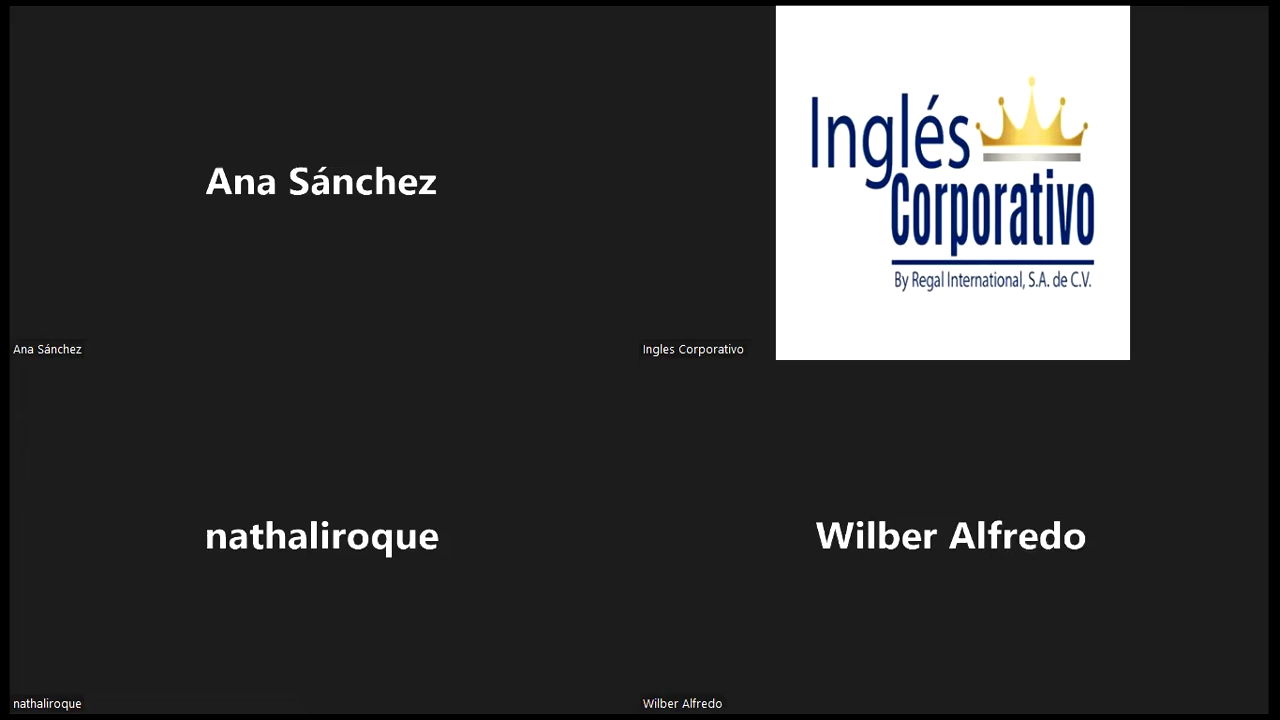 Ana Sánchez
Ana Sánchez
Inglés
Corporativo
By Regal International, S.A. de C.V.
Ingles Corporativo
nathaliroque
nathaliroque
Wilber Alfredo
Wilber Alfredo